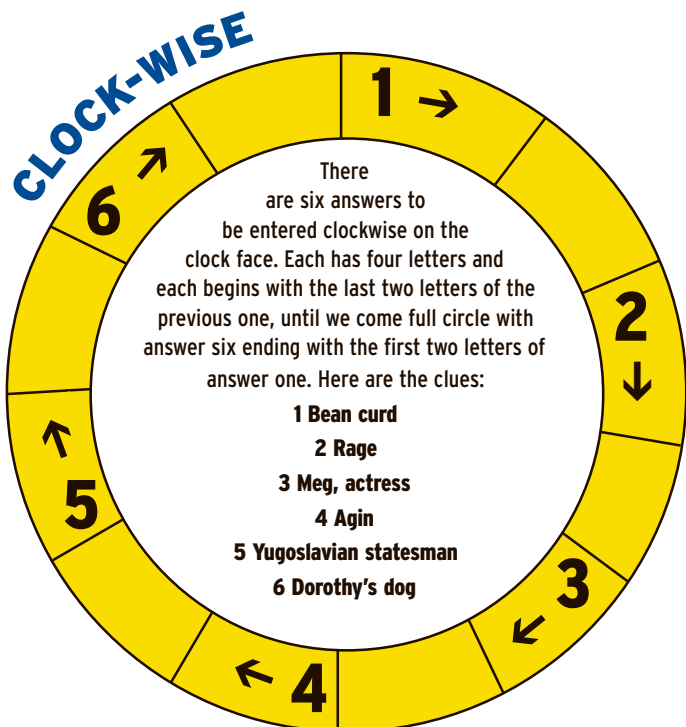 CLOCK-WISE
1 →
2 →
3 →
4 →
5 →
6 →
There
are six answers to
be entered clockwise on the
clock face. Each has four letters and
each begins with the last two letters of the
previous one, until we come full circle with
answer six ending with the first two letters of
answer one. Here are the clues:
1 Bean curd
2 Rage
3 Meg, actress
4 Agin
5 Yugoslavian statesman
6 Dorothy's dog